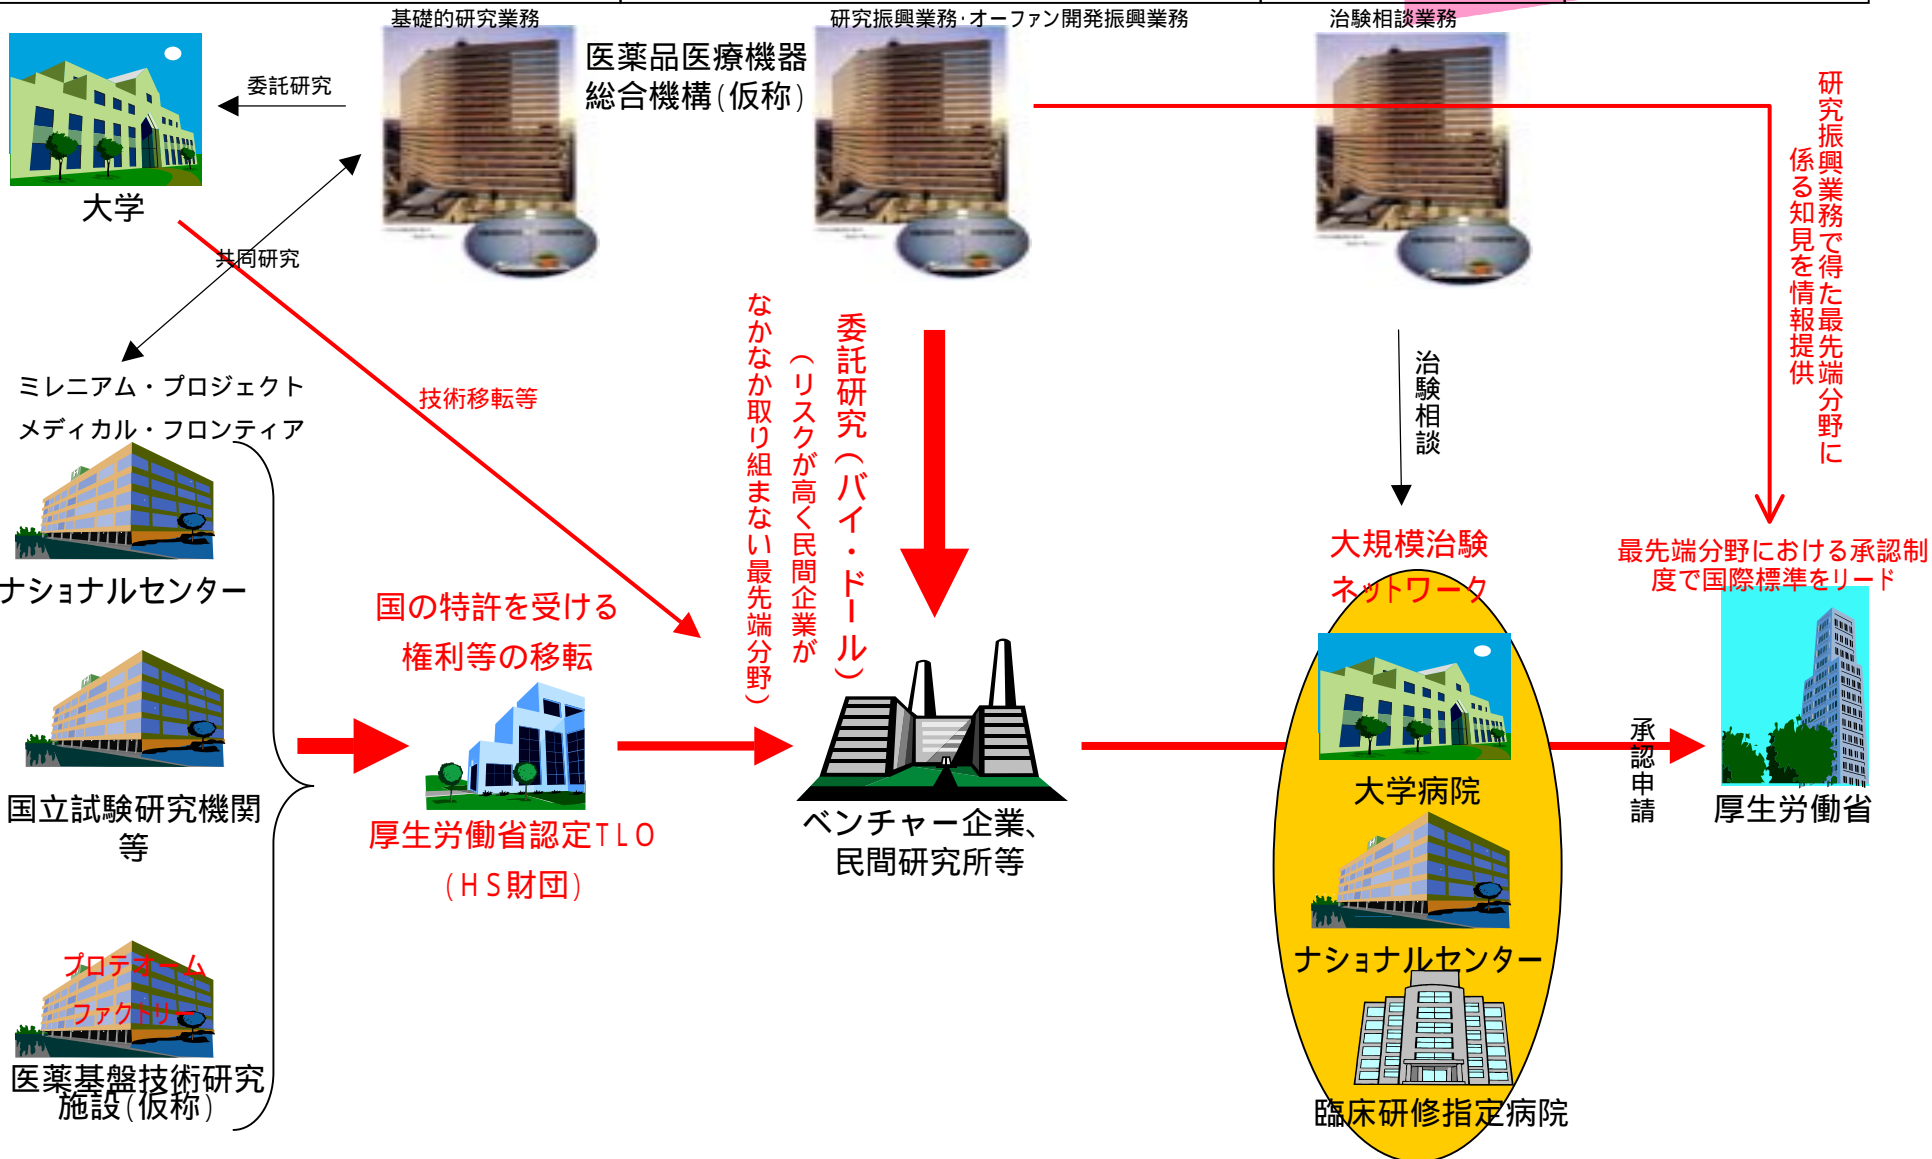 基礎的研究業務
研究振興業務・オーファン開発振興業務
治験相談業務
医薬品医療機器
総合機構(仮称)
委託研究
大学
共同研究
ミレニアム・プロジェクト
メディカル・フロンティア
技術移転等
ナショナルセンター
国立試験研究機関
等
プロテオーム
ファクトリー
医薬基盤技術研究
施設(仮称)
国の特許を受ける
権利等の移転
厚生労働省認定TLO
(HS財団)
委託研究(バイ・ドール)
(リスクが高く民間企業が
なかなか取り組まない最先端分野)
ベンチャー企業、
民間研究所等
治験相談
大規模治験
ネットワーク
大学病院
ナショナルセンター
臨床研修指定病院
承認申請
研究振興業務で得た最先端分野に
係る知見を情報提供
最先端分野における承認制
度で国際標準をリード
厚生労働省